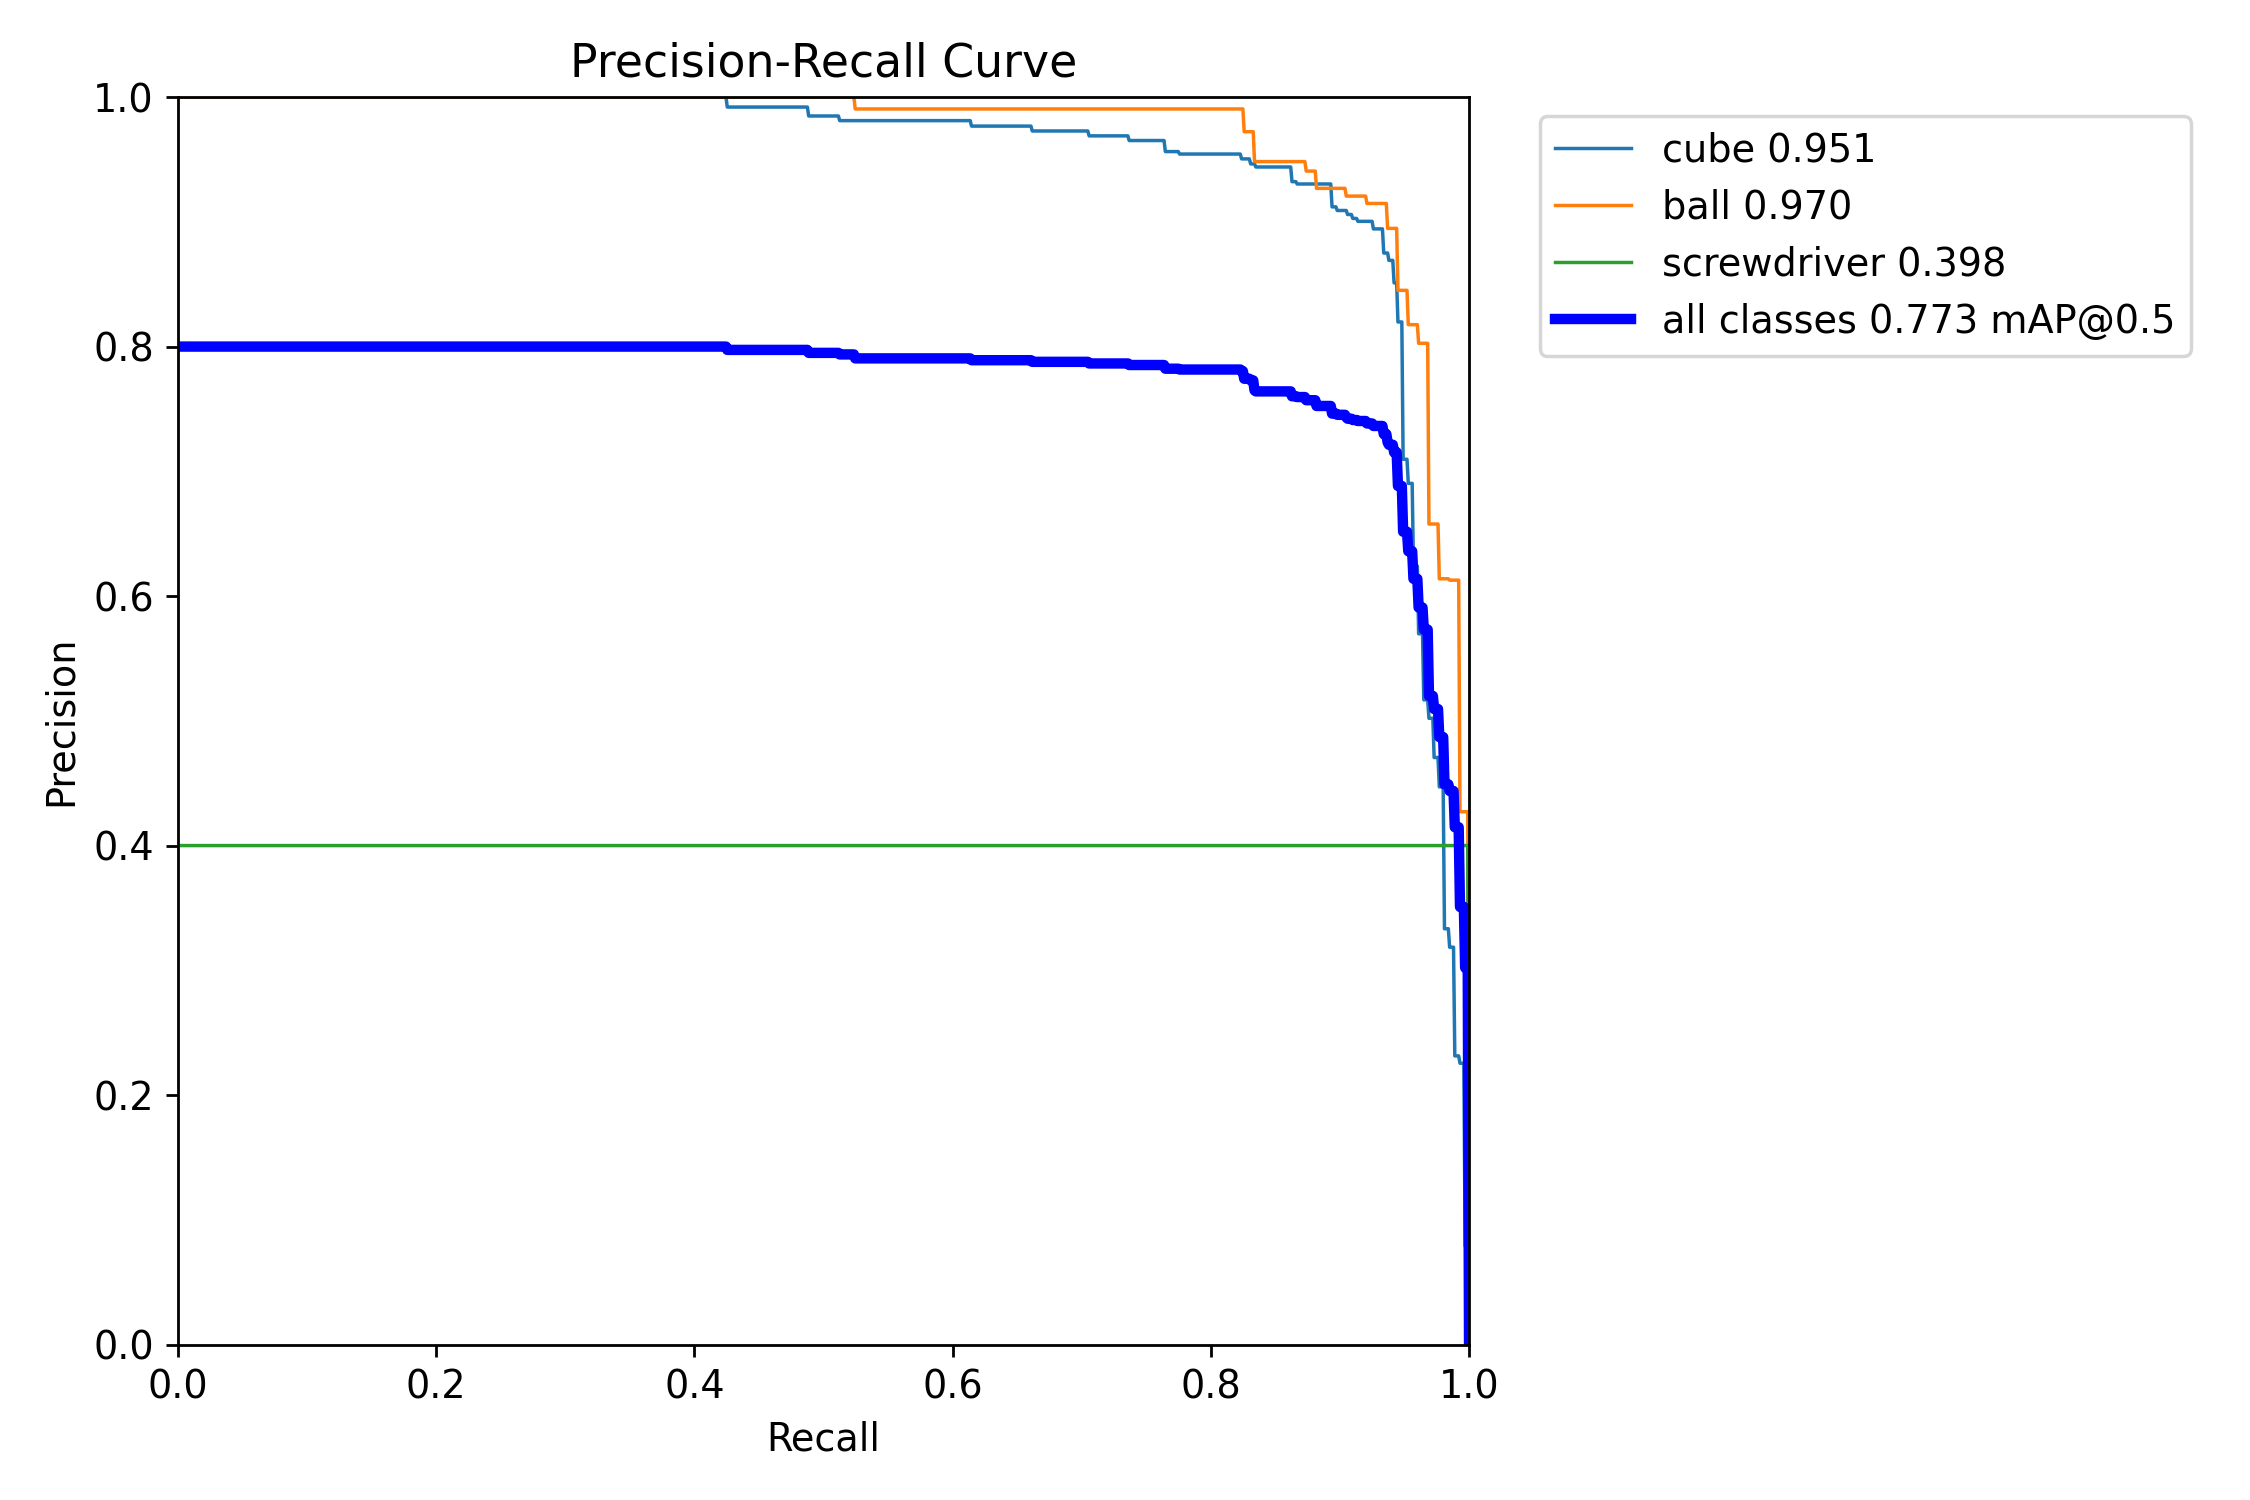 Precision-Recall Curve
1.0
0.8
0.6
0.4
0.2
0.0
Precision
0.0 0.2 0.4 0.6 0.8 1.0
Recall
cube 0.951
ball 0.970
screwdriver 0.398
all classes 0.773 mAP@0.5